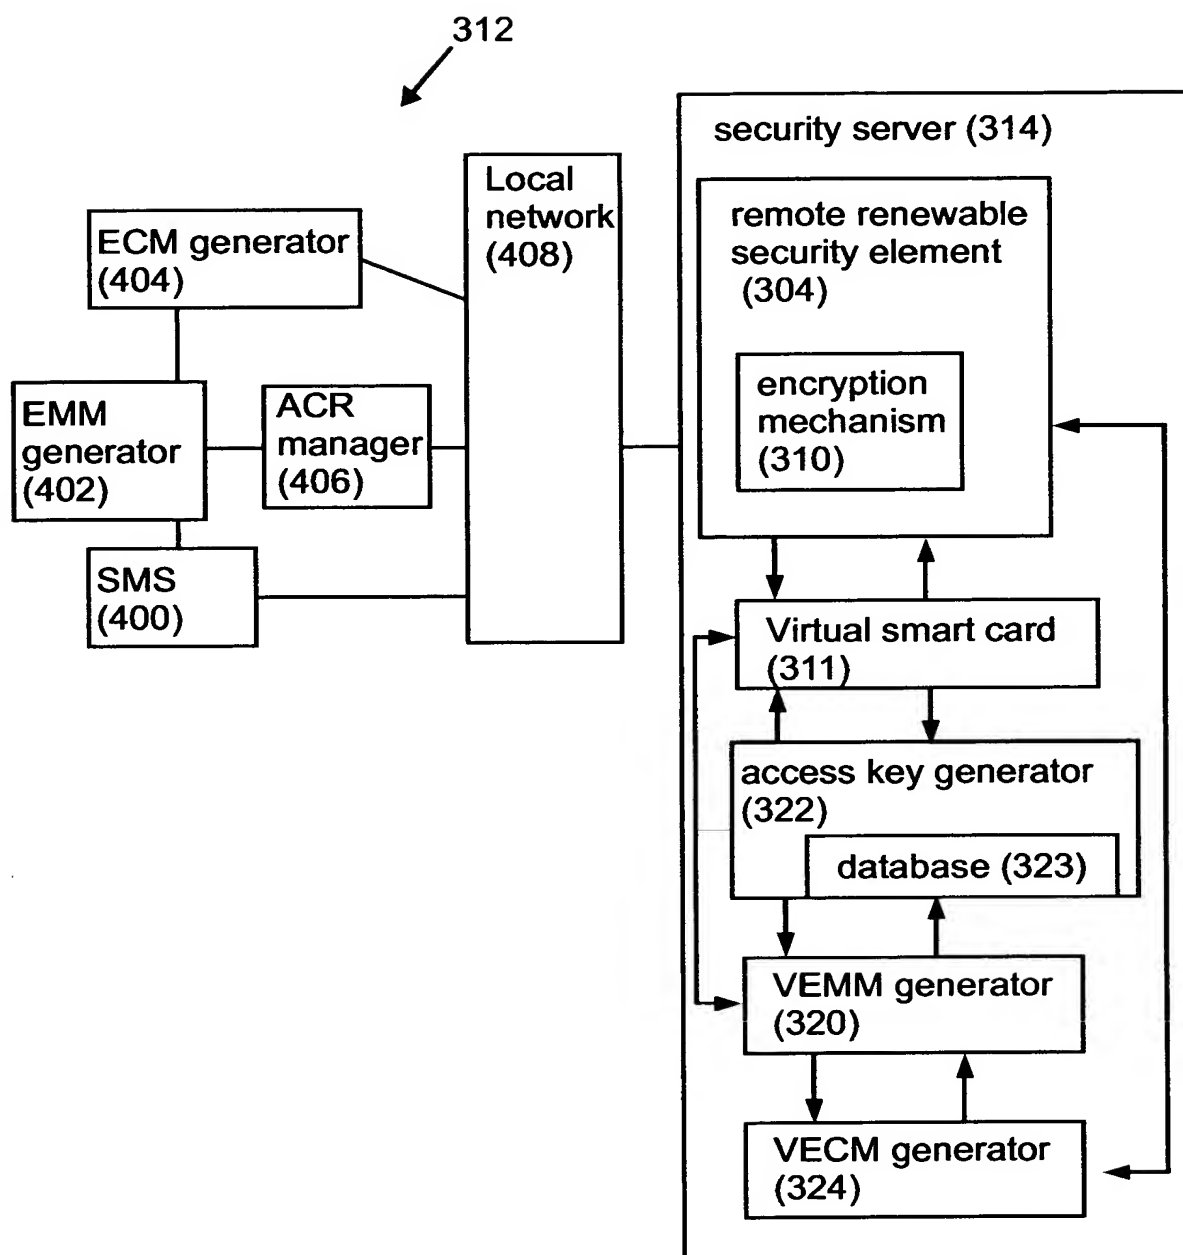 312
security server (314)
remote renewable
security element
(304)
encryption
mechanism
(310)
Local
network
(408)
ECM generator
(404)
EMM
generator
(402)
ACR
manager
(406)
SMS
(400)
Virtual smart card
(311)
access key generator
(322)
database (323)
VEMM generator
(320)
VECM generator
(324)